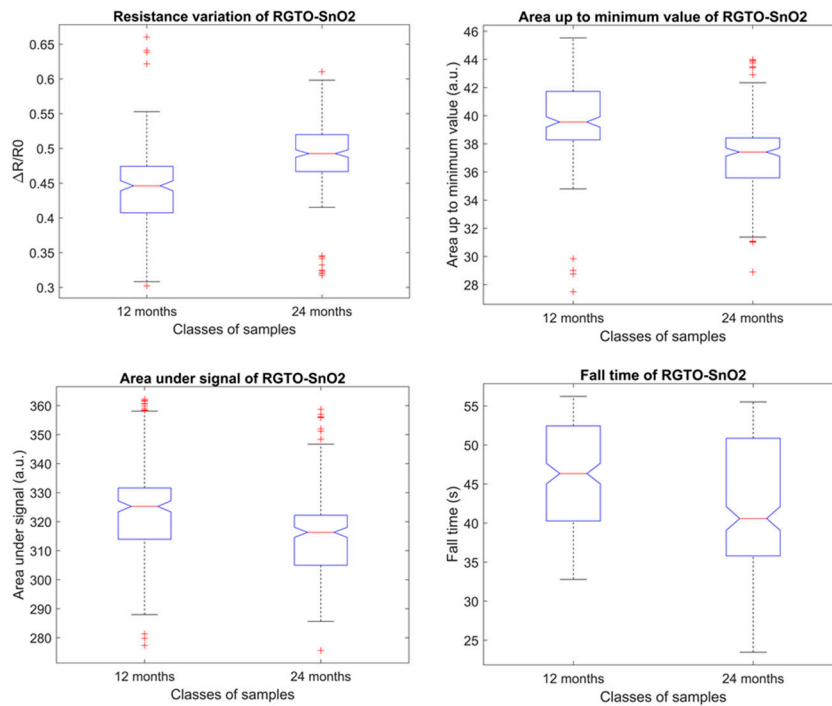 Resistance variation of RGTO-SnO2
0.65
0.6
0.55
0.5
0.45
0.4
0.35
0.3
ΔR/R0
12 months
24 months
Classes of samples
Area up to minimum value of RGTO-SnO2
46
44
42
40
38
36
34
32
30
28
Area up to minimum value (a.u.)
12 months
24 months
Classes of samples
Area under signal of RGTO-SnO2
360
350
340
330
320
310
300
290
280
Area under signal (a.u.)
12 months
24 months
Classes of samples
Fall time of RGTO-SnO2
55
50
45
40
35
30
25
Fall time (s)
12 months
24 months
Classes of samples